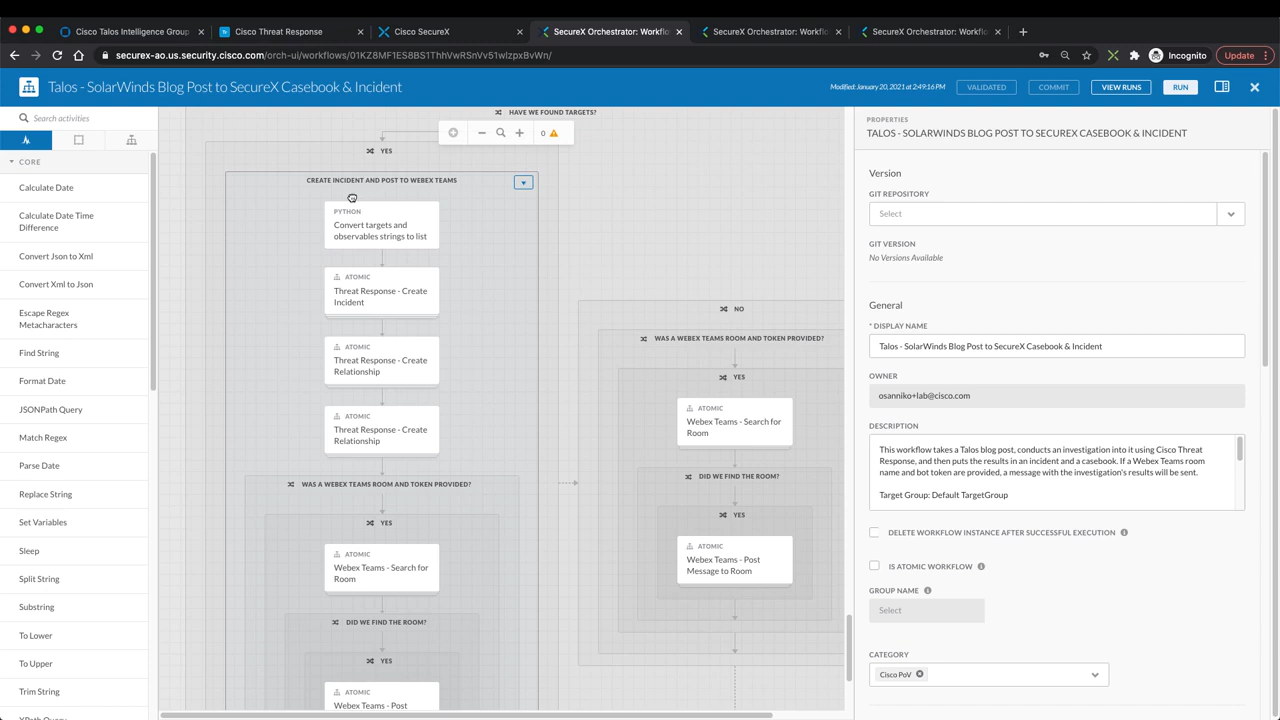 Cisco Talos Intelligence Group
Cisco Threat Response
Cisco SecureX
SecureX Orchestrator: Workflo
SecureX Orchestrator: Workflo
SecureX Orchestrator: Workflo
securex-ao.us.security.cisco.com/orch-ui/workflows/01KZ8MF1ES8BS1ThhVwRSnVv51wlzpxBvWn/
Incognito
Update
Talos - SolarWinds Blog Post to SecureX Casebook & Incident
Modified: January 20, 2021 2:49:16 PM
VALIDATED
COMMIT
VIEW RUNS
RUN
Search activities
CORE
Calculate Date
Calculate Date Time
Difference
Convert Json to Xml
Convert Xml to Json
Escape Regex
Metacharacters
Find String
Format Date
JSONPath Query
Match Regex
Parse Date
Replace String
Set Variables
Sleep
Split String
Substring
To Lower
To Upper
Trim String
XPath Query
HAVE WE FOUND TARGETS?
0
YES
CREATE INCIDENT AND POST TO WEBEX TEAMS
PYTHON
Convert targets and
observables strings to list
ATOMIC
Threat Response - Create
Incident
ATOMIC
Threat Response - Create
Relationship
ATOMIC
Threat Response - Create
Relationship
WAS A WEBEX TEAMS ROOM AND TOKEN PROVIDED?
YES
ATOMIC
Webex Teams - Search for
Room
DID WE FIND THE ROOM?
YES
ATOMIC
Webex Teams - Post
NO
WAS A WEBEX TEAMS ROOM AND TOKEN PROVIDED?
YES
ATOMIC
Webex Teams - Search for
Room
DID WE FIND THE ROOM?
YES
ATOMIC
Webex Teams - Post
Message to Room
PROPERTIES
TALOS - SOLARWINDS BLOG POST TO SECUREX CASEBOOK & INCIDENT
Version
GIT REPOSITORY
Select
GIT VERSION
No Versions Available
General
* DISPLAY NAME
Talos - SolarWinds Blog Post to SecureX Casebook & Incident
OWNER
osanniko+lab@cisco.com
DESCRIPTION
This workflow takes a Talos blog post, conducts an investigation into it using Cisco Threat
Response, and then puts the results in an incident and a casebook. If a Webex Teams room
name and bot token are provided, a message with the investigation's results will be sent.
Target Group: Default TargetGroup
DELETE WORKFLOW INSTANCE AFTER SUCCESSFUL EXECUTION
IS ATOMIC WORKFLOW
GROUP NAME
Select
CATEGORY
Cisco PoV